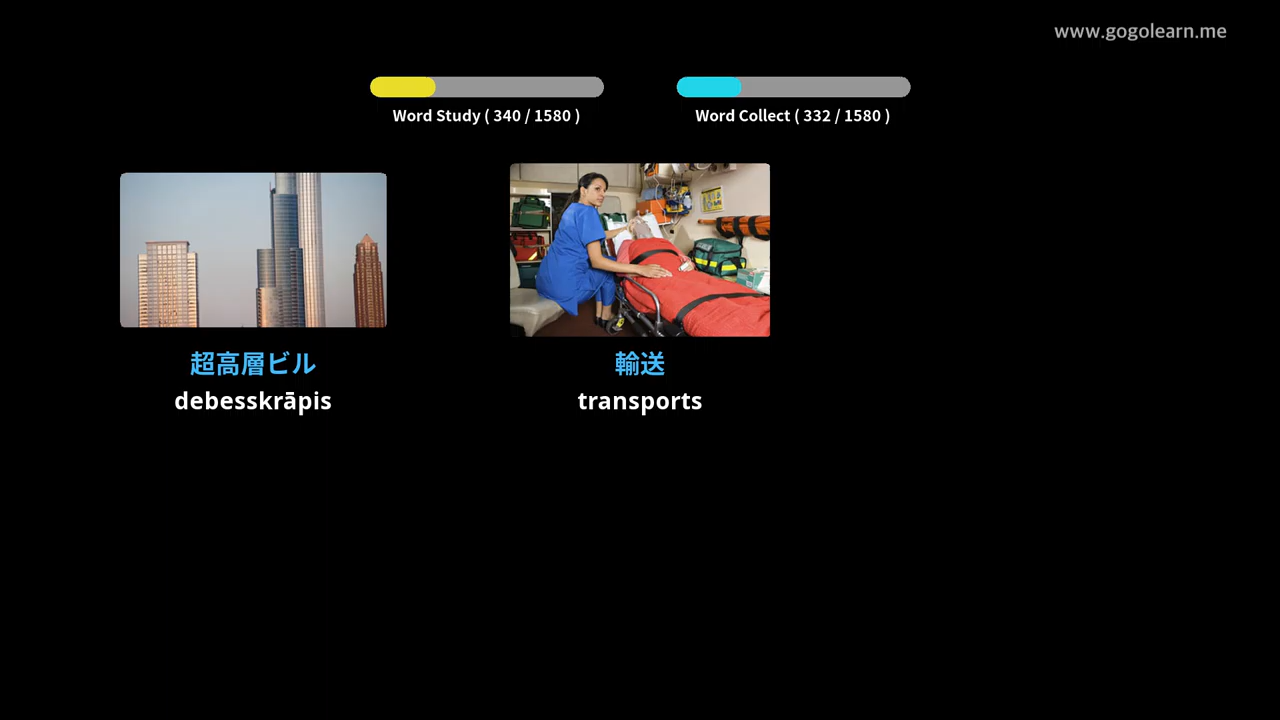 www.gogolearn.me
Word Study ( 340 / 1580 )
Word Collect ( 332 / 1580 )
超高層ビル
debesskrāpis
輸送
transports